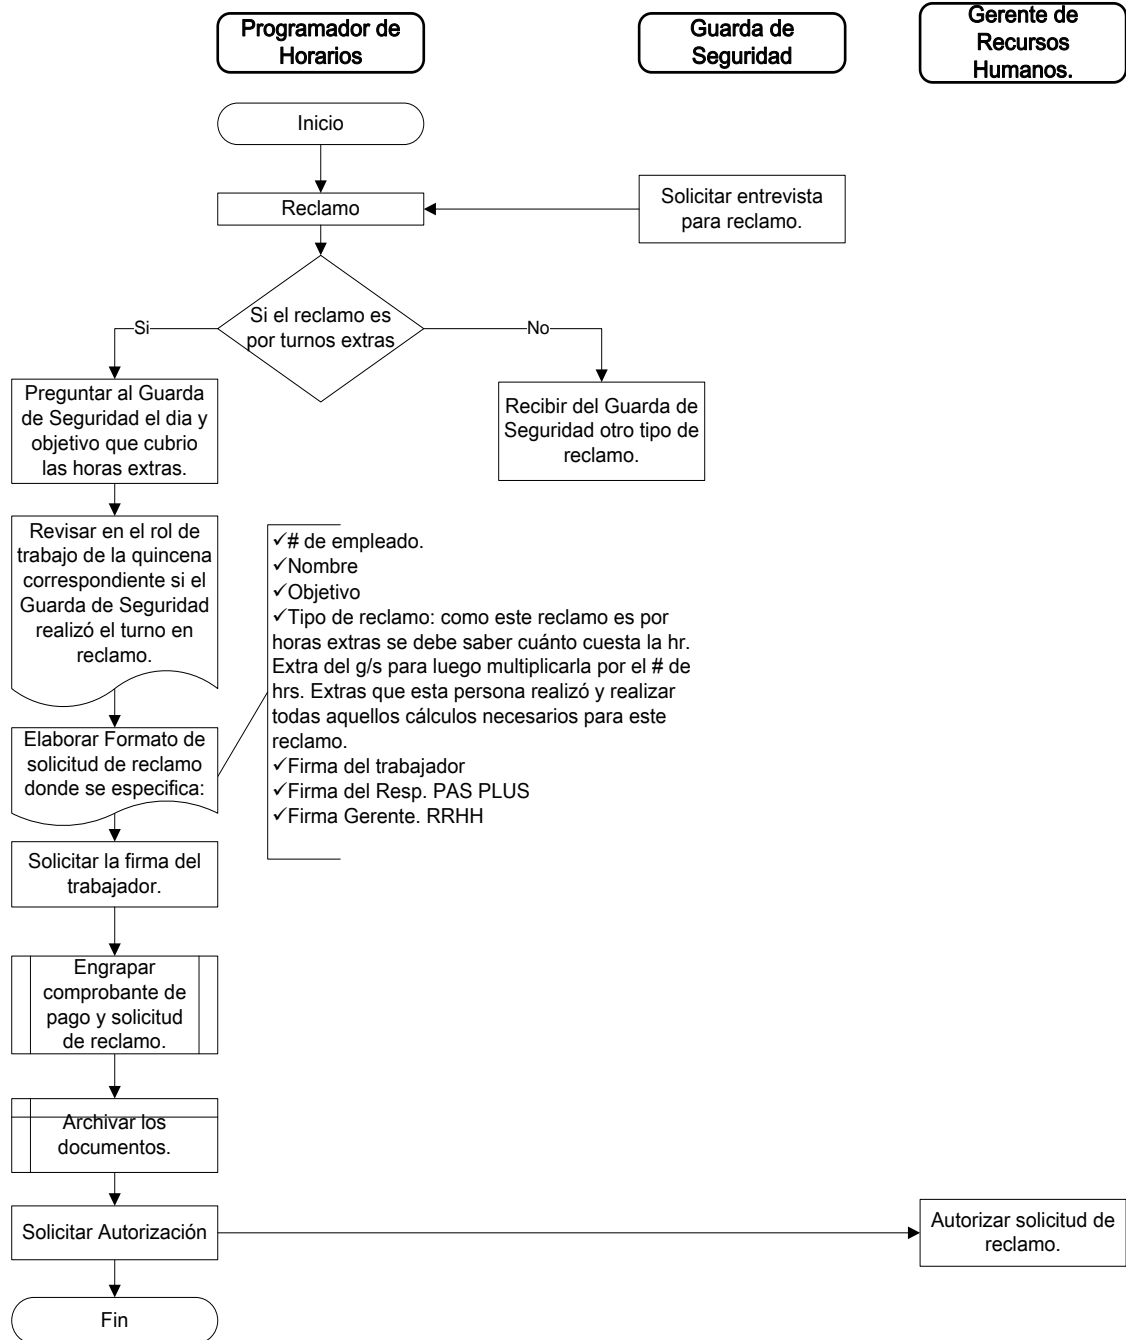 Programador de
Horarios
Guarda de
Seguridad
Gerente de
Recursos
Humanos.
Inicio
Reclamo
Solicitar entrevista
para reclamo.
Si el reclamo es
por turnos extras
Si
No
Preguntar al Guarda
de Seguridad el dia y
objetivo que cubrio
las horas extras.
Recibir del Guarda de
Seguridad otro tipo de
reclamo.
Revisar en el rol de
trabajo de la quincena
correspondiente si el
Guarda de Seguridad
realizó el turno en
reclamo.
✓# de empleado.
✓Nombre
✓Objetivo
✓Tipo de reclamo: como este reclamo es por
horas extras se debe saber cuánto cuesta la hr.
Extra del g/s para luego multiplicarla por el # de
hrs. Extras que esta persona realizó y realizar
todas aquellos cálculos necesarios para este
reclamo.
✓Firma del trabajador
✓Firma del Resp. PAS PLUS
✓Firma Gerente. RRHH
Elaborar Formato de
solicitud de reclamo
donde se especifica:
Solicitar la firma del
trabajador.
Engrapar
comprobante de
pago y solicitud
de reclamo.
Archivar los
documentos.
Solicitar Autorización
Autorizar solicitud de
reclamo.
Fin